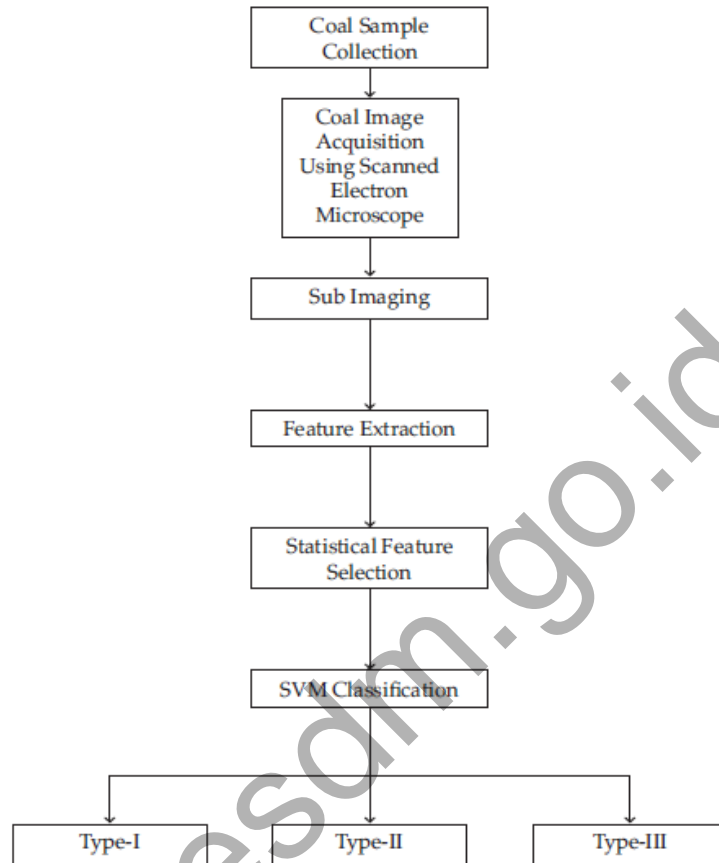 Coal Sample
Collection
Coal Image
Acquisition
Using Scanned
Electron
Microscope
Sub Imaging
Feature Extraction
Statistical Feature
Selection
SVM Classification
Type-I
Type-II
Type-III
esdm.go.id